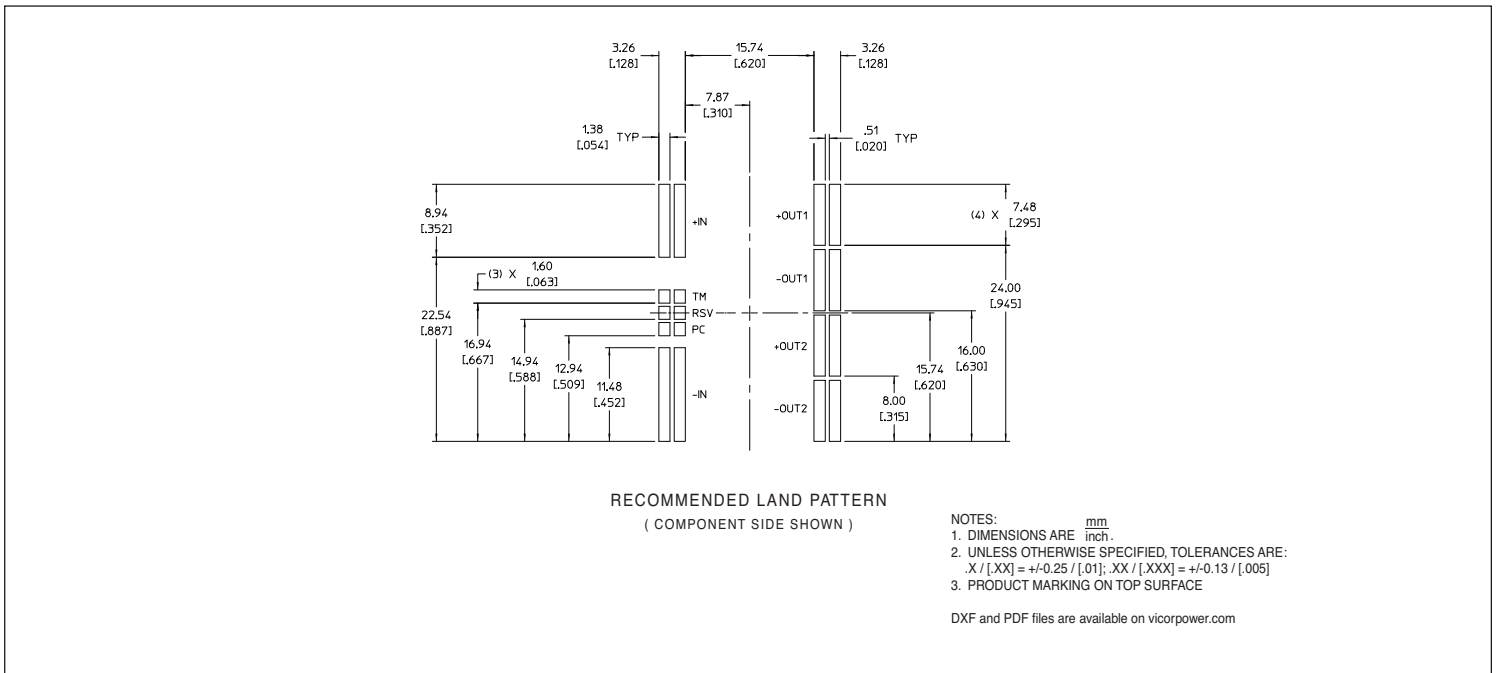 3.26
[.128]
15.74
[.620]
3.26
[.128]
7.87
[.310]
1.38
[.054] TYP
.51
[.020] TYP
8.94
[.352]
+IN
+OUT1
(4) X 7.48
[.295]
(3) X 1.60
[.063]
-OUT1
TM
RSV
PC
24.00
[.945]
22.54
[.887]
16.94
[.667]
14.94
[.588]
12.94
[.509]
11.48
[.452]
-IN
+OUT2
16.00
[.630]
15.74
[.620]
8.00
[.315]
-OUT2
RECOMMENDED LAND PATTERN
( COMPONENT SIDE SHOWN )
NOTES:
1. DIMENSIONS ARE mm
inch.
2. UNLESS OTHERWISE SPECIFIED, TOLERANCES ARE:
.X / [.XX] = +/-0.25 / [.01]; .XX / [.XXX] = +/-0.13 / [.005]
3. PRODUCT MARKING ON TOP SURFACE
DXF and PDF files are available on vicorpower.com